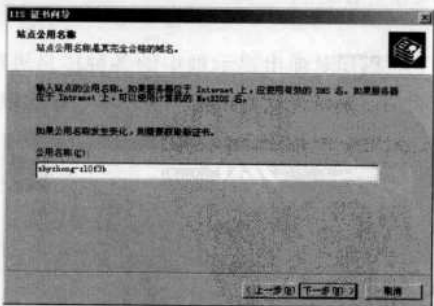 IIS 证书向导
站点公用名称
站点公用名称是其完全合格的域名。
输入站点的公用名称。如果服务器位于 Internet 上，应使用有效的 DNS 名。如果服务器
位于 Intranet 上，可以使用计算机的 NetBIOS 名。
如果公用名称发生变化，则需要获取新证书。
公用名称(C)
< 上一步(B)
下一步(N) >
取消